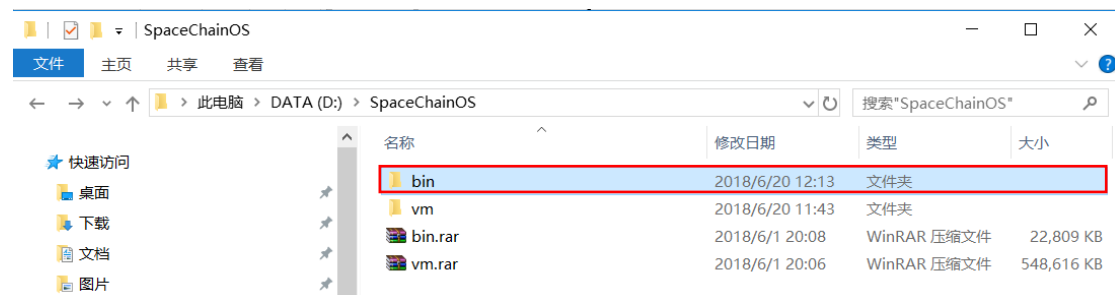 SpaceChainOS
文件 主页 共享 查看
此电脑 > DATA (D:) > SpaceChainOS 搜索"SpaceChainOS"
名称 修改日期 类型 大小
快速访问
桌面
下载
文档
图片
bin 2018/6/20 12:13 文件夹
vm 2018/6/20 11:43 文件夹
bin.rar 2018/6/1 20:08 WinRAR 压缩文件 22,809 KB
vm.rar 2018/6/1 20:06 WinRAR 压缩文件 548,616 KB